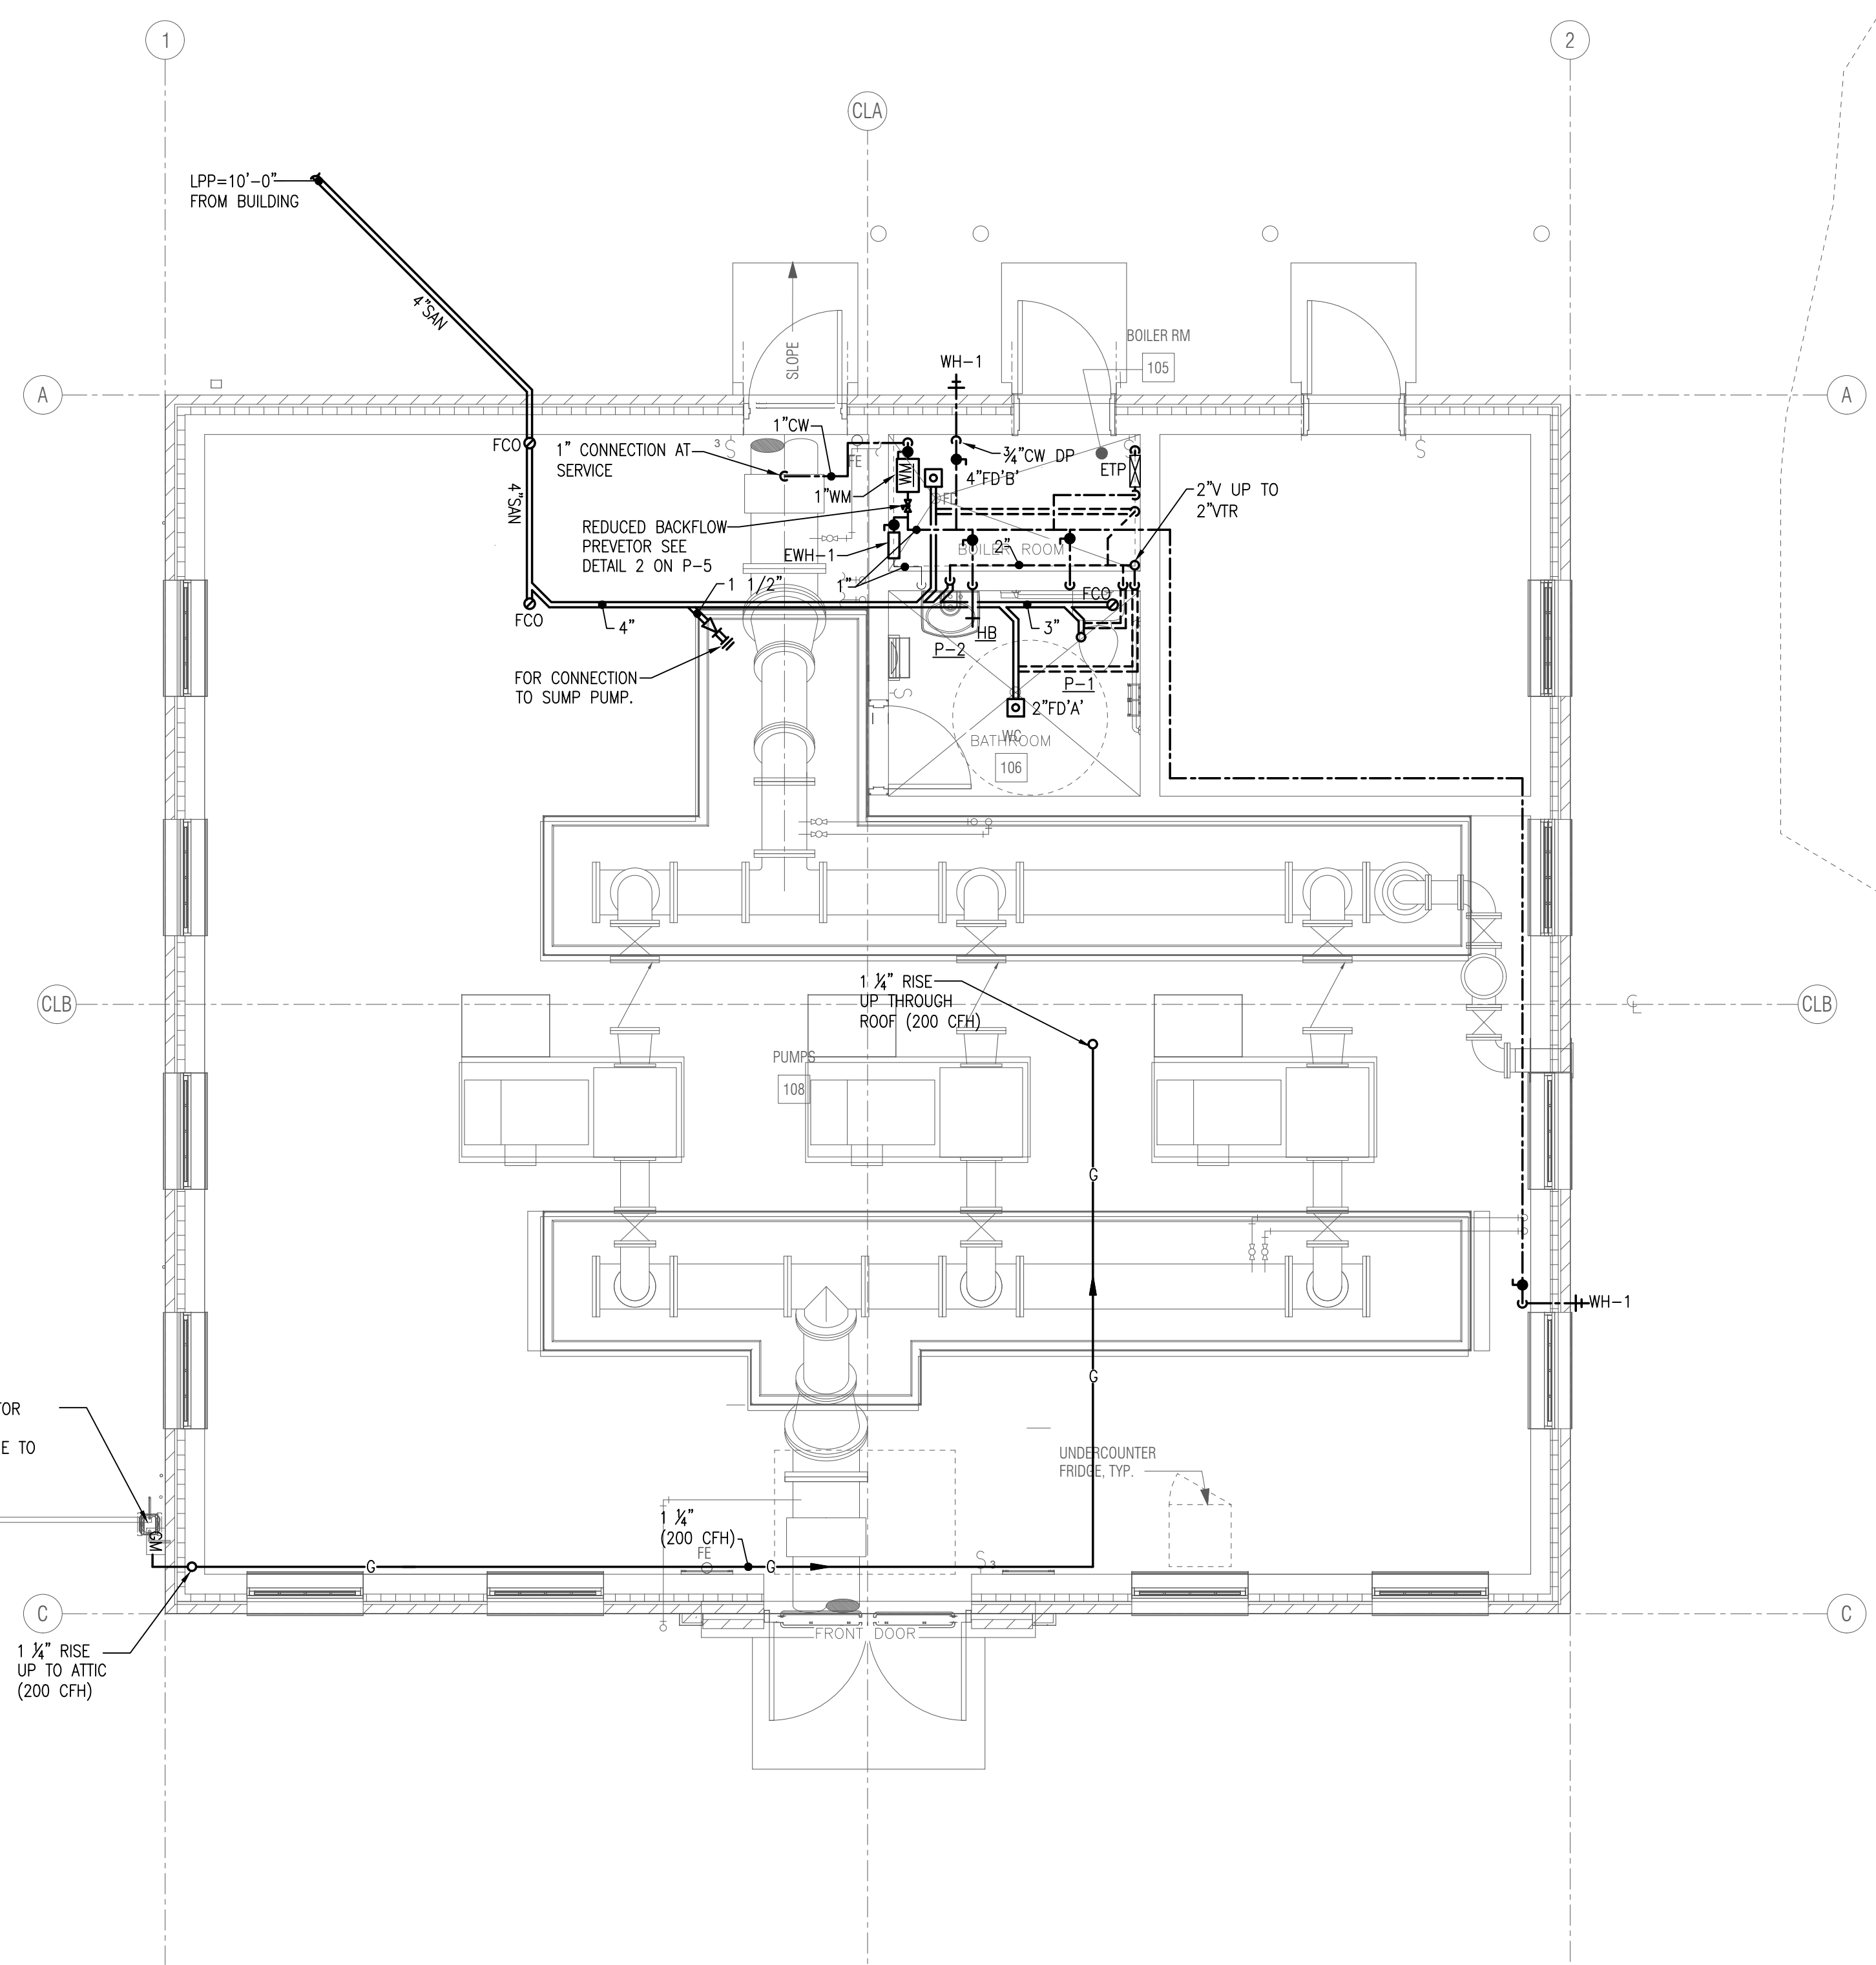 1
2
CLA
LPP=10'-0"
FROM BUILDING
4"SAN
SLOPE
BOILER RM
105
WH-1
A
A
1"CW
FCO
1" CONNECTION AT
SERVICE
3
S
FE
¾"CW DP
4"FD'B'
ETP
S
S
WM
1"WM
FD
2"V UP TO
2"VTR
4"SAN
REDUCED BACKFLOW
PREVETOR SEE
DETAIL 2 ON P-5
EWH-1
BOILER ROOM
2"
1"
1 1/2"
FCO
FCO
4"
3"
HB
P-2
FOR CONNECTION
TO SUMP PUMP.
P-1
S
2"FD'A'
WC
BATHROOM
106
1 ¼" RISE
UP THROUGH
ROOF (200 CFH)
CLB
CLB
PUMPS
108
G
WH-1
G
TOR
E TO
UNDERCOUNTER
FRIDGE, TYP.
GM
1 ¼"
(200 CFH)
FE
S 3
G
G
C
C
FRONT DOOR
1 ¼" RISE
UP TO ATTIC
(200 CFH)